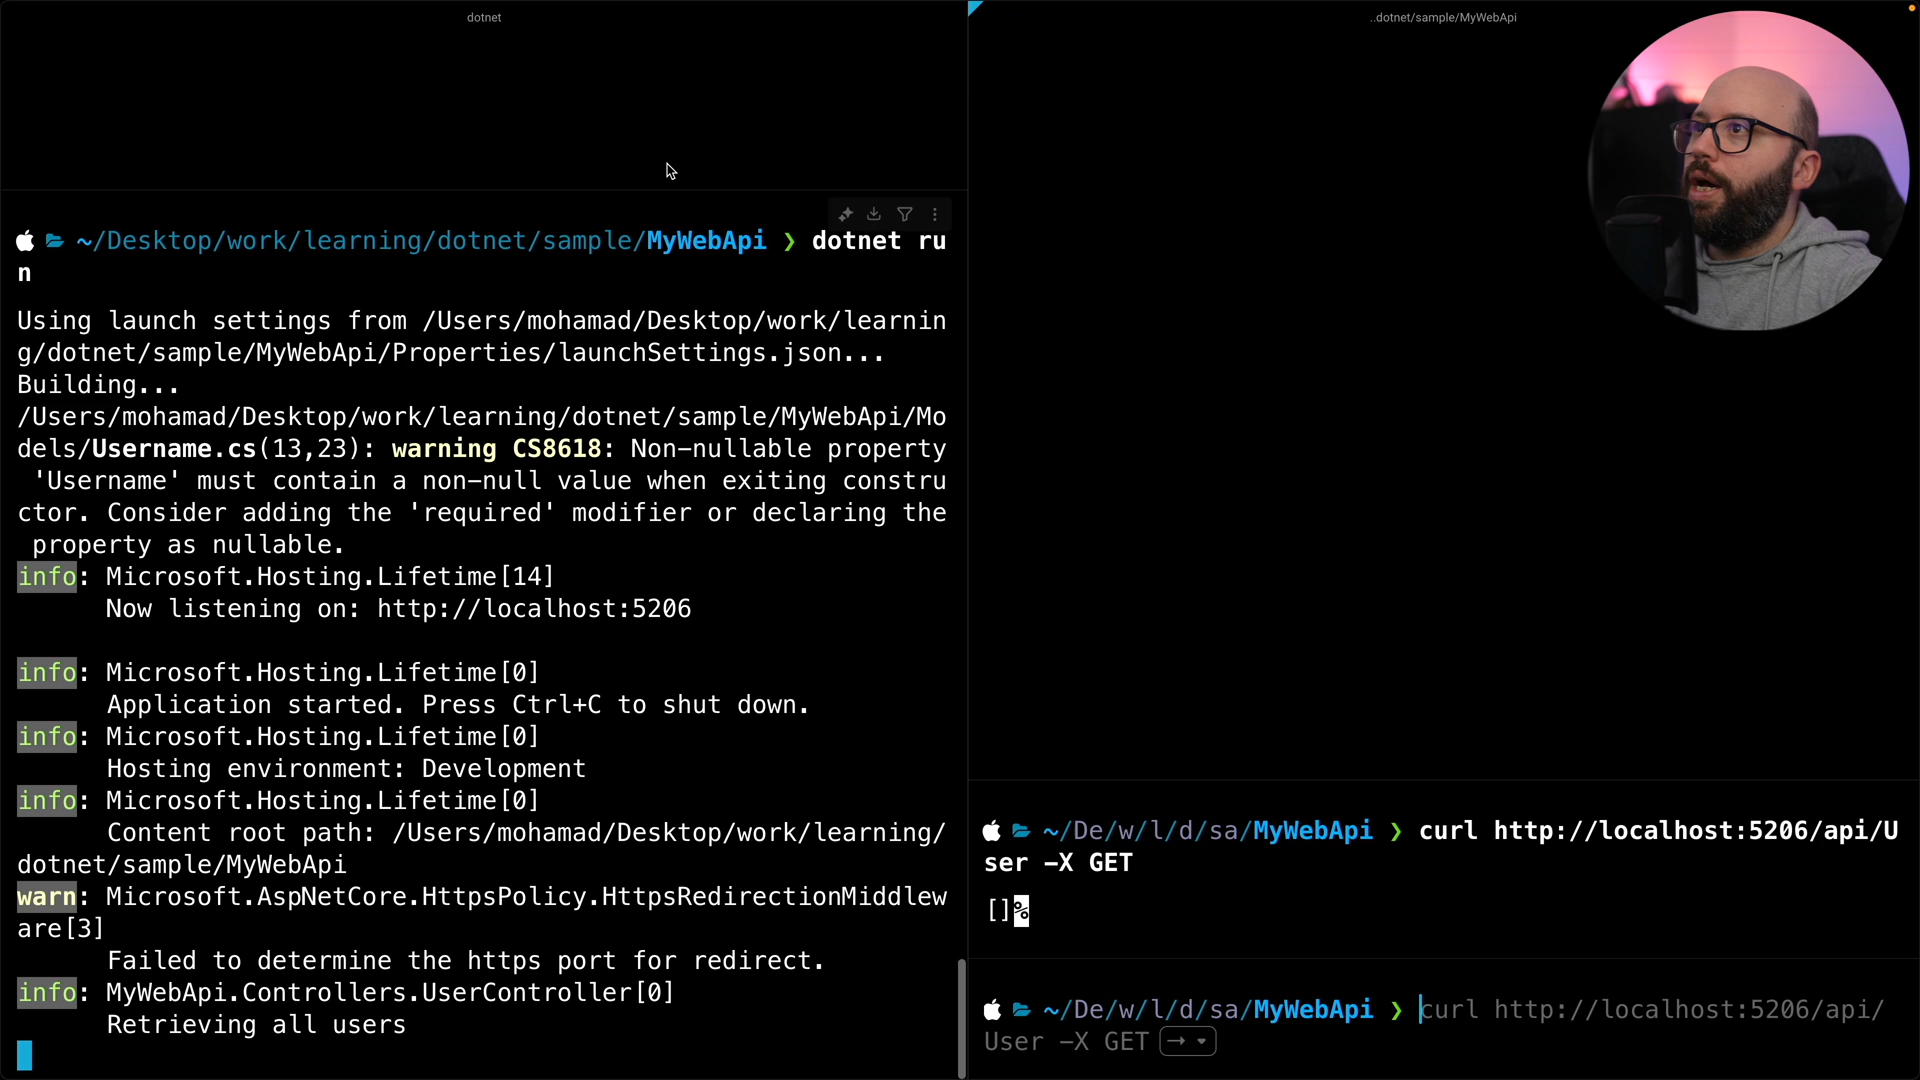 dotnet
~/Desktop/work/learning/dotnet/sample/MyWebApi ❯ dotnet ru
n
Using launch settings from /Users/mohamad/Desktop/work/learnin
g/dotnet/sample/MyWebApi/Properties/launchSettings.json...
Building...
/Users/mohamad/Desktop/work/learning/dotnet/sample/MyWebApi/Mo
dels/Username.cs(13,23): warning CS8618: Non-nullable property
'Username' must contain a non-null value when exiting constru
ctor. Consider adding the 'required' modifier or declaring the
property as nullable.
info: Microsoft.Hosting.Lifetime[14]
Now listening on: http://localhost:5206
info: Microsoft.Hosting.Lifetime[0]
Application started. Press Ctrl+C to shut down.
info: Microsoft.Hosting.Lifetime[0]
Hosting environment: Development
info: Microsoft.Hosting.Lifetime[0]
Content root path: /Users/mohamad/Desktop/work/learning/
dotnet/sample/MyWebApi
warn: Microsoft.AspNetCore.HttpsPolicy.HttpsRedirectionMiddlew
are[3]
Failed to determine the https port for redirect.
info: MyWebApi.Controllers.UserController[0]
Retrieving all users
..dotnet/sample/MyWebApi
~/De/w/l/d/sa/MyWebApi ❯ curl http://localhost:5206/api/U
ser -X GET
[]%
~/De/w/l/d/sa/MyWebApi ❯ curl http://localhost:5206/api/
User -X GET